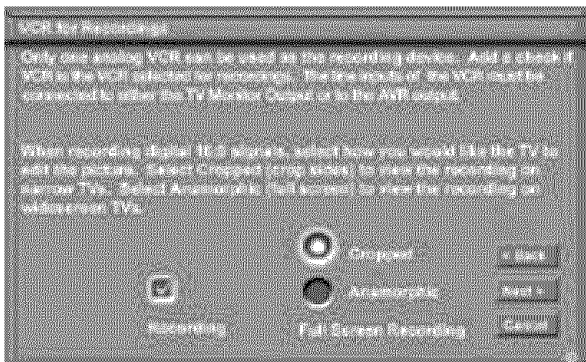 VCR for Recordings
Only one analog VCR can be used as the recording device. Add a check if
VCR is the VCR selected for recordings. The line inputs of the VCR must be
connected to either the TV Monitor Output or to the AVR output.
When recording digital 16:9 signals, select how you would like the TV to
edit the picture. Select Cropped (crop sides) to view the recording on
narrow TVs. Select Anamorphic (full screen) to view the recording on
widescreen TVs.
Cropped
< Back
Anamorphic
Next >
Recording
Full Screen Recording
Cancel